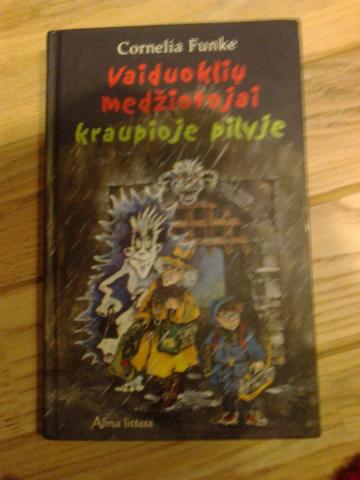 Cornelia Funke
Vaiduoklių
medžiotojai
kraupioje pilyje
Alma littera